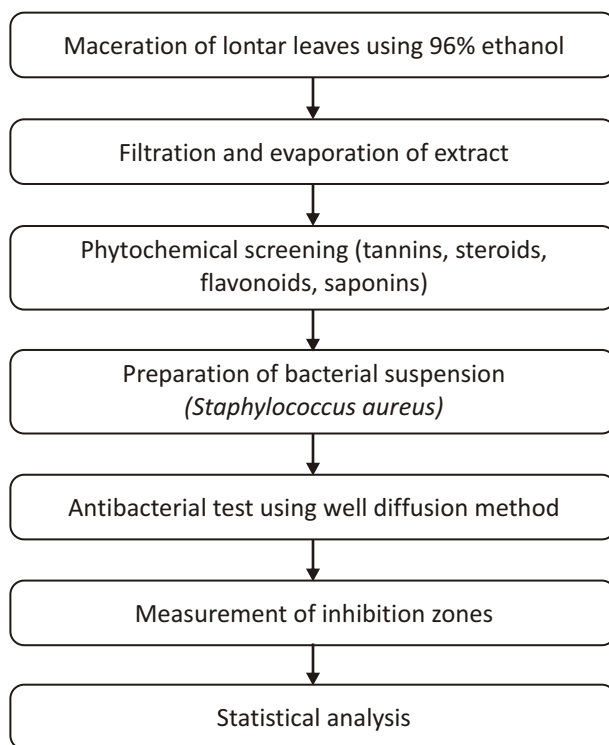 Maceration of lontar leaves using 96% ethanol
Filtration and evaporation of extract
Phytochemical screening (tannins, steroids,
flavonoids, saponins)
Preparation of bacterial suspension
(Staphylococcus aureus)
Antibacterial test using well diffusion method
Measurement of inhibition zones
Statistical analysis